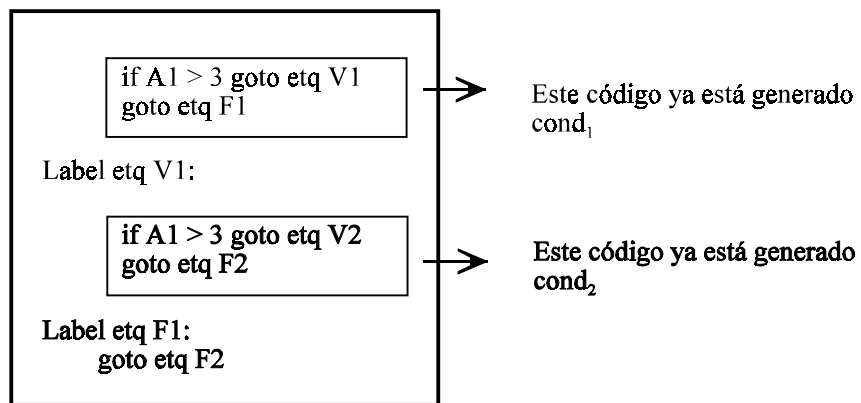 if A1 > 3 goto etq V1
goto etq F1
Este código ya está generado
cond1
Label etq V1:
if A1 > 3 goto etq V2
goto etq F2
Este código ya está generado
cond2
Label etq F1:
goto etq F2